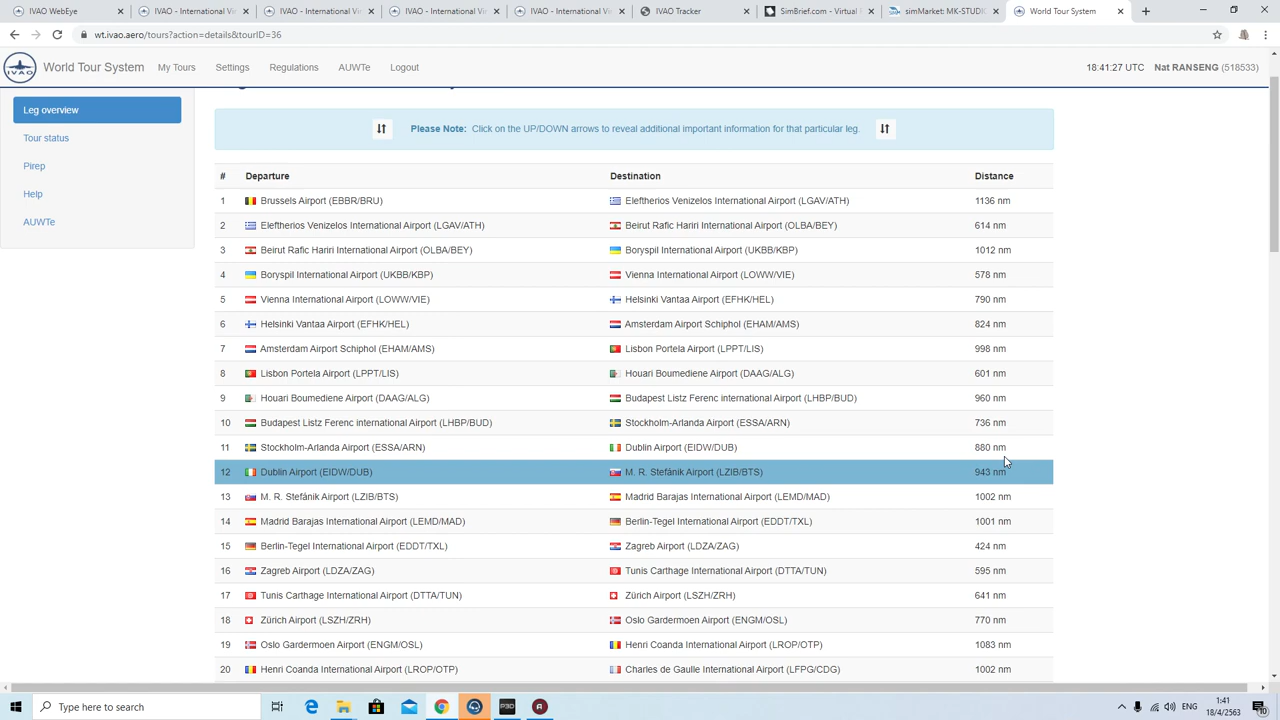 IVAO WebEye
IVAO - International Vi
IVAO - International Vi
IVAO - International Vi
IVAO - International Vi
IVAO Tracker
SimBrief.com - Virtual F
simMarket: MK-STUDI
World Tour System
wt.ivao.aero/tours?action=details&tourID=36
IVAO
World Tour System
My Tours
Settings
Regulations
AUWTe
Logout
18:41:27 UTC
Nat RANSENG (518533)
Leg overview
Tour status
Pirep
Help
AUWTe
Please Note: Click on the UP/DOWN arrows to reveal additional important information for that particular leg.
# Departure Destination Distance
1 Brussels Airport (EBBR/BRU) Eleftherios Venizelos International Airport (LGAV/ATH) 1136 nm
2 Eleftherios Venizelos International Airport (LGAV/ATH) Beirut Rafic Hariri International Airport (OLBA/BEY) 614 nm
3 Beirut Rafic Hariri International Airport (OLBA/BEY) Boryspil International Airport (UKBB/KBP) 1012 nm
4 Boryspil International Airport (UKBB/KBP) Vienna International Airport (LOWW/VIE) 578 nm
5 Vienna International Airport (LOWW/VIE) Helsinki Vantaa Airport (EFHK/HEL) 790 nm
6 Helsinki Vantaa Airport (EFHK/HEL) Amsterdam Airport Schiphol (EHAM/AMS) 824 nm
7 Amsterdam Airport Schiphol (EHAM/AMS) Lisbon Portela Airport (LPPT/LIS) 998 nm
8 Lisbon Portela Airport (LPPT/LIS) Houari Boumediene Airport (DAAG/ALG) 601 nm
9 Houari Boumediene Airport (DAAG/ALG) Budapest Listz Ferenc international Airport (LHBP/BUD) 960 nm
10 Budapest Listz Ferenc international Airport (LHBP/BUD) Stockholm-Arlanda Airport (ESSA/ARN) 736 nm
11 Stockholm-Arlanda Airport (ESSA/ARN) Dublin Airport (EIDW/DUB) 880 nm
12 Dublin Airport (EIDW/DUB) M. R. Štefánik Airport (LZIB/BTS) 943 nm
13 M. R. Štefánik Airport (LZIB/BTS) Madrid Barajas International Airport (LEMD/MAD) 1002 nm
14 Madrid Barajas International Airport (LEMD/MAD) Berlin-Tegel International Airport (EDDT/TXL) 1001 nm
15 Berlin-Tegel International Airport (EDDT/TXL) Zagreb Airport (LDZA/ZAG) 424 nm
16 Zagreb Airport (LDZA/ZAG) Tunis Carthage International Airport (DTTA/TUN) 595 nm
17 Tunis Carthage International Airport (DTTA/TUN) Zürich Airport (LSZH/ZRH) 641 nm
18 Zürich Airport (LSZH/ZRH) Oslo Gardermoen Airport (ENGM/OSL) 770 nm
19 Oslo Gardermoen Airport (ENGM/OSL) Henri Coanda International Airport (LROP/OTP) 1083 nm
20 Henri Coanda International Airport (LROP/OTP) Charles de Gaulle International Airport (LFPG/CDG) 1002 nm
Type here to search
P3D
ENG
1:41
18/4/2563
10